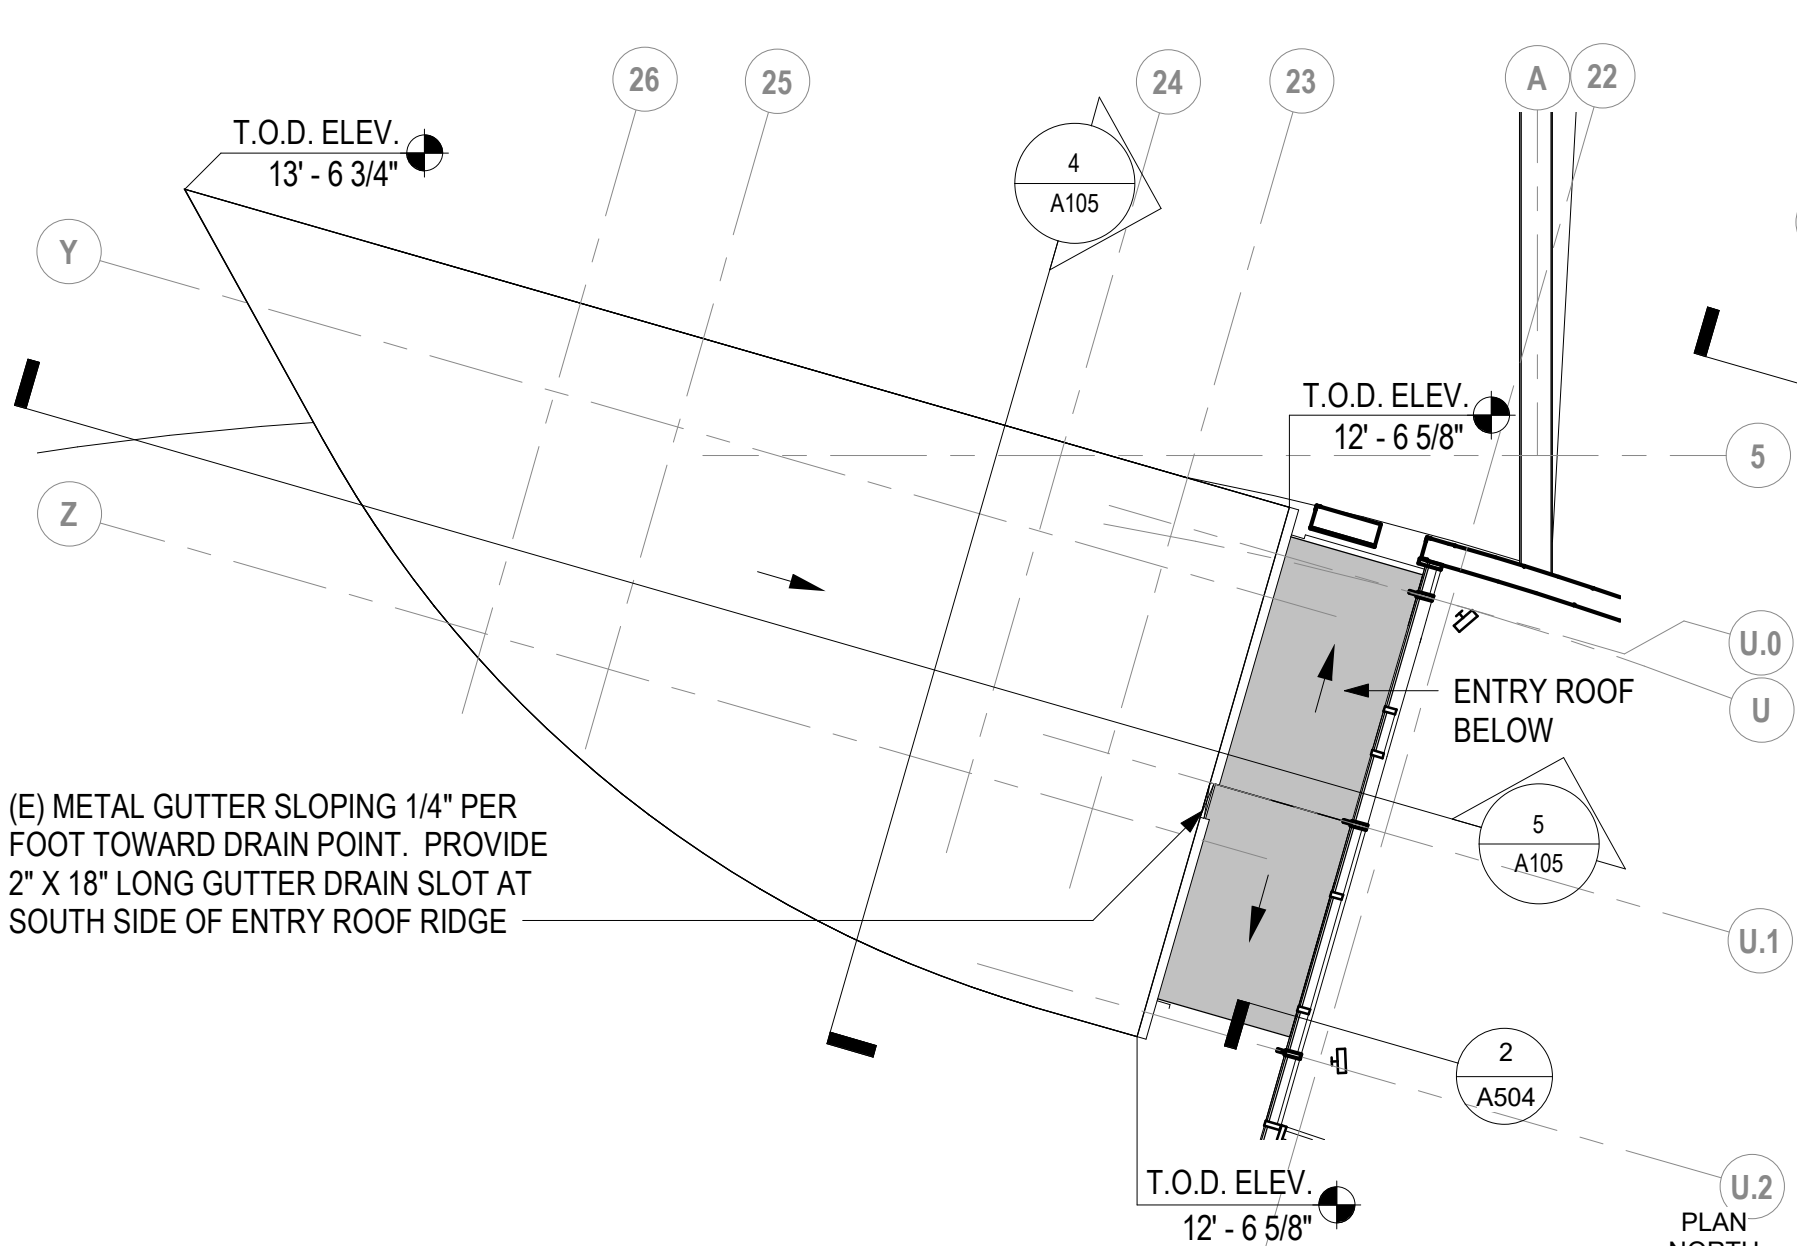 26
25
24
23
A
22
T.O.D. ELEV.
13' - 6 3/4"
4
A105
Y
T.O.D. ELEV.
12' - 6 5/8"
5
Z
U.0
ENTRY ROOF
BELOW
U
(E) METAL GUTTER SLOPING 1/4" PER
FOOT TOWARD DRAIN POINT. PROVIDE
2" X 18" LONG GUTTER DRAIN SLOT AT
SOUTH SIDE OF ENTRY ROOF RIDGE
5
A105
U.1
2
A504
T.O.D. ELEV.
12' - 6 5/8"
U.2
PLAN
NORTH